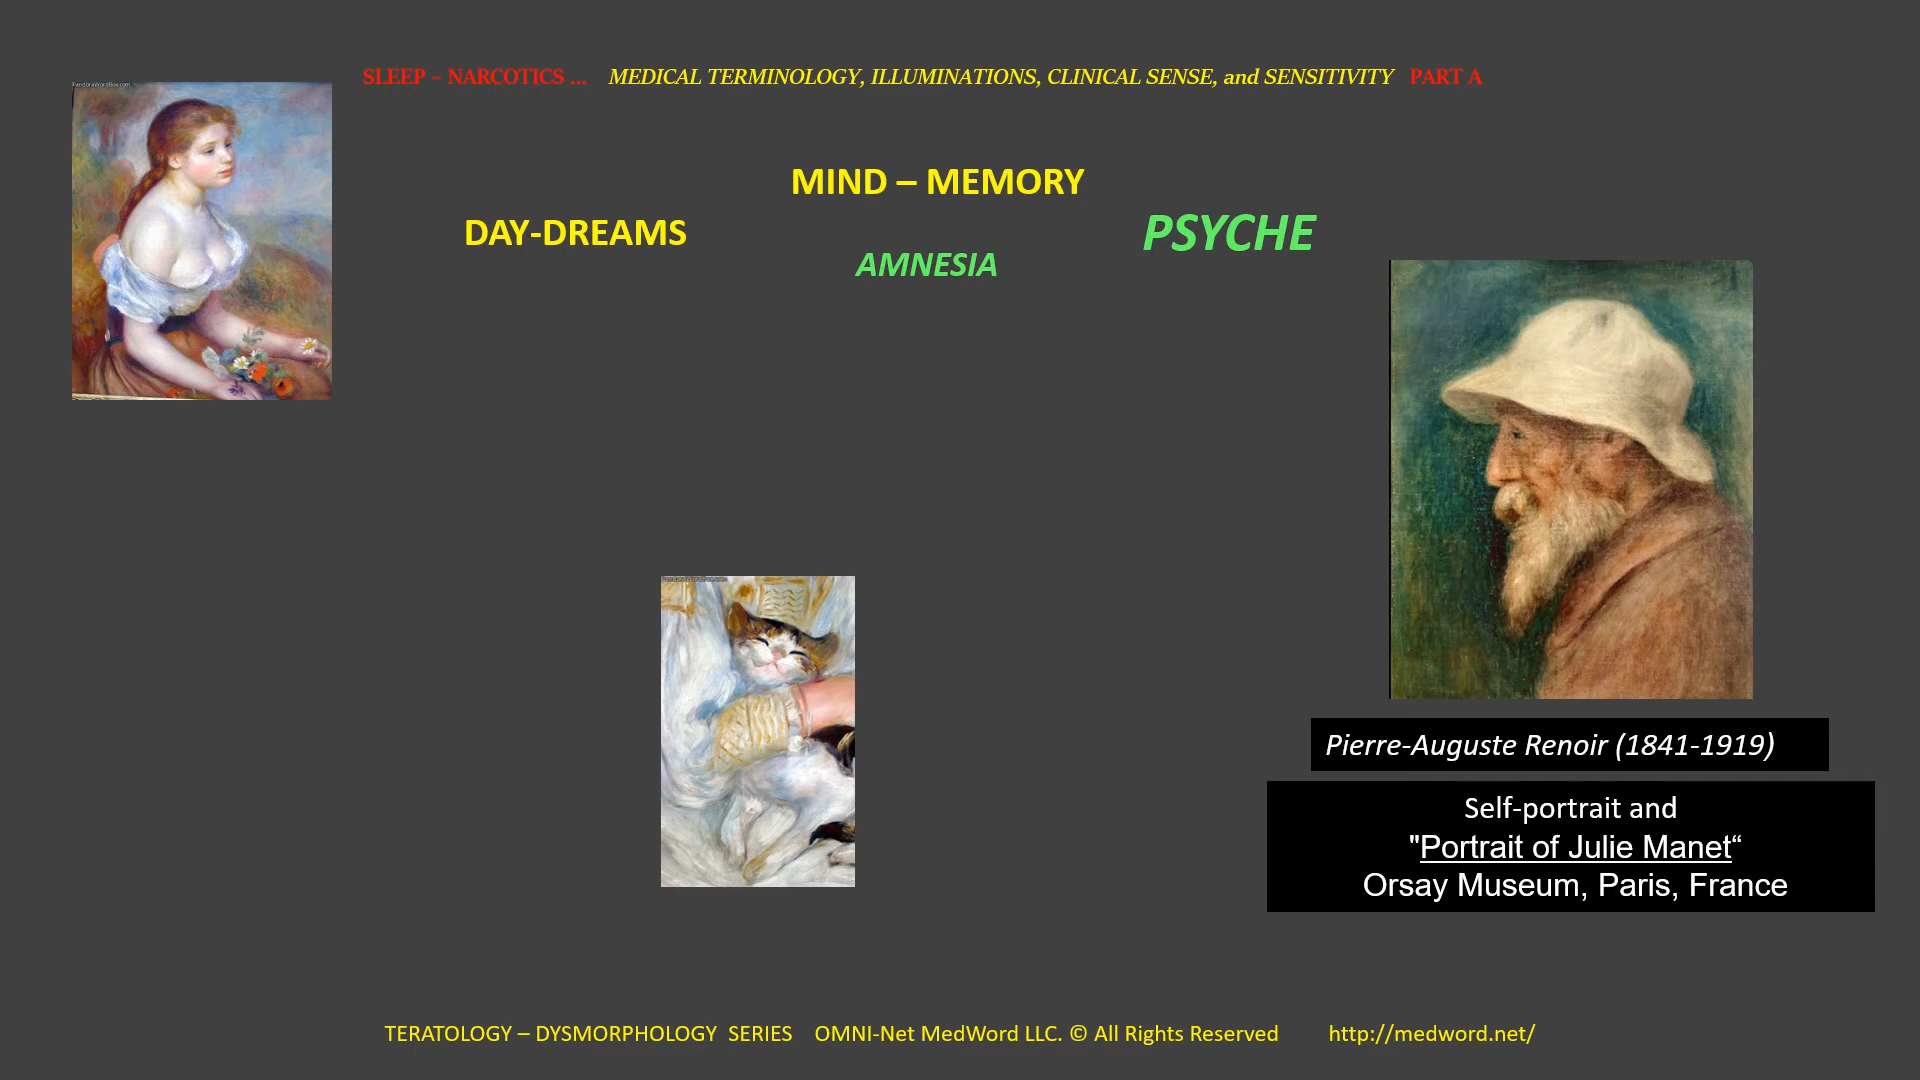 SLEEP – NARCOTICS ... MEDICAL TERMINOLOGY, ILLUMINATIONS, CLINICAL SENSE, and SENSITIVITY PART A
PandoraWordBox.com
MIND – MEMORY
DAY-DREAMS
PSYCHE
AMNESIA
Pierre-Auguste Renoir (1841-1919)
Self-portrait and
"Portrait of Julie Manet“
Orsay Museum, Paris, France
TERATOLOGY – DYSMORPHOLOGY SERIES OMNI-Net MedWord LLC. © All Rights Reserved http://medword.net/